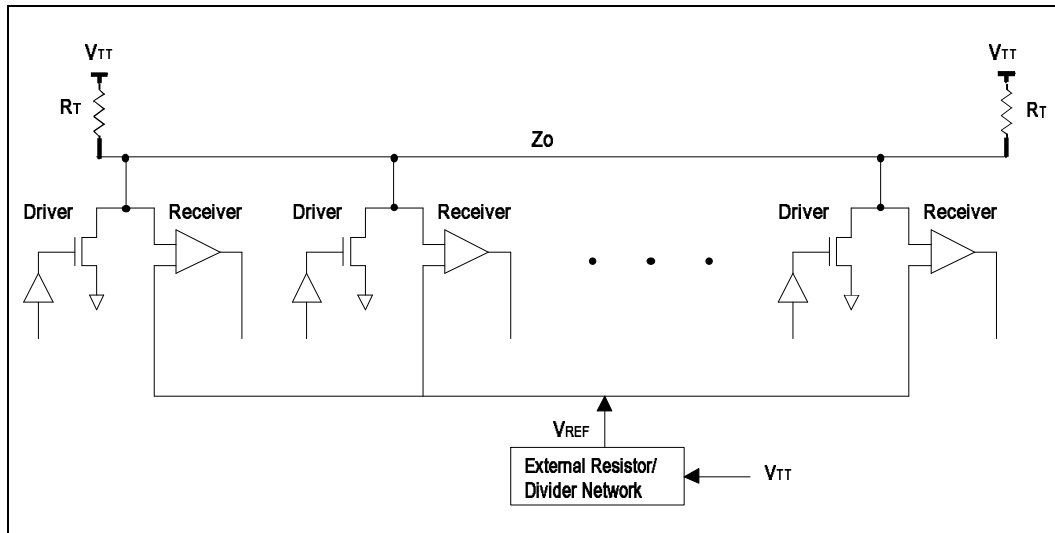 VTT
VTT
RT
RT
Zo
Driver
Receiver
Driver
Receiver
Driver
Receiver
VREF
External Resistor/
Divider Network
VTT